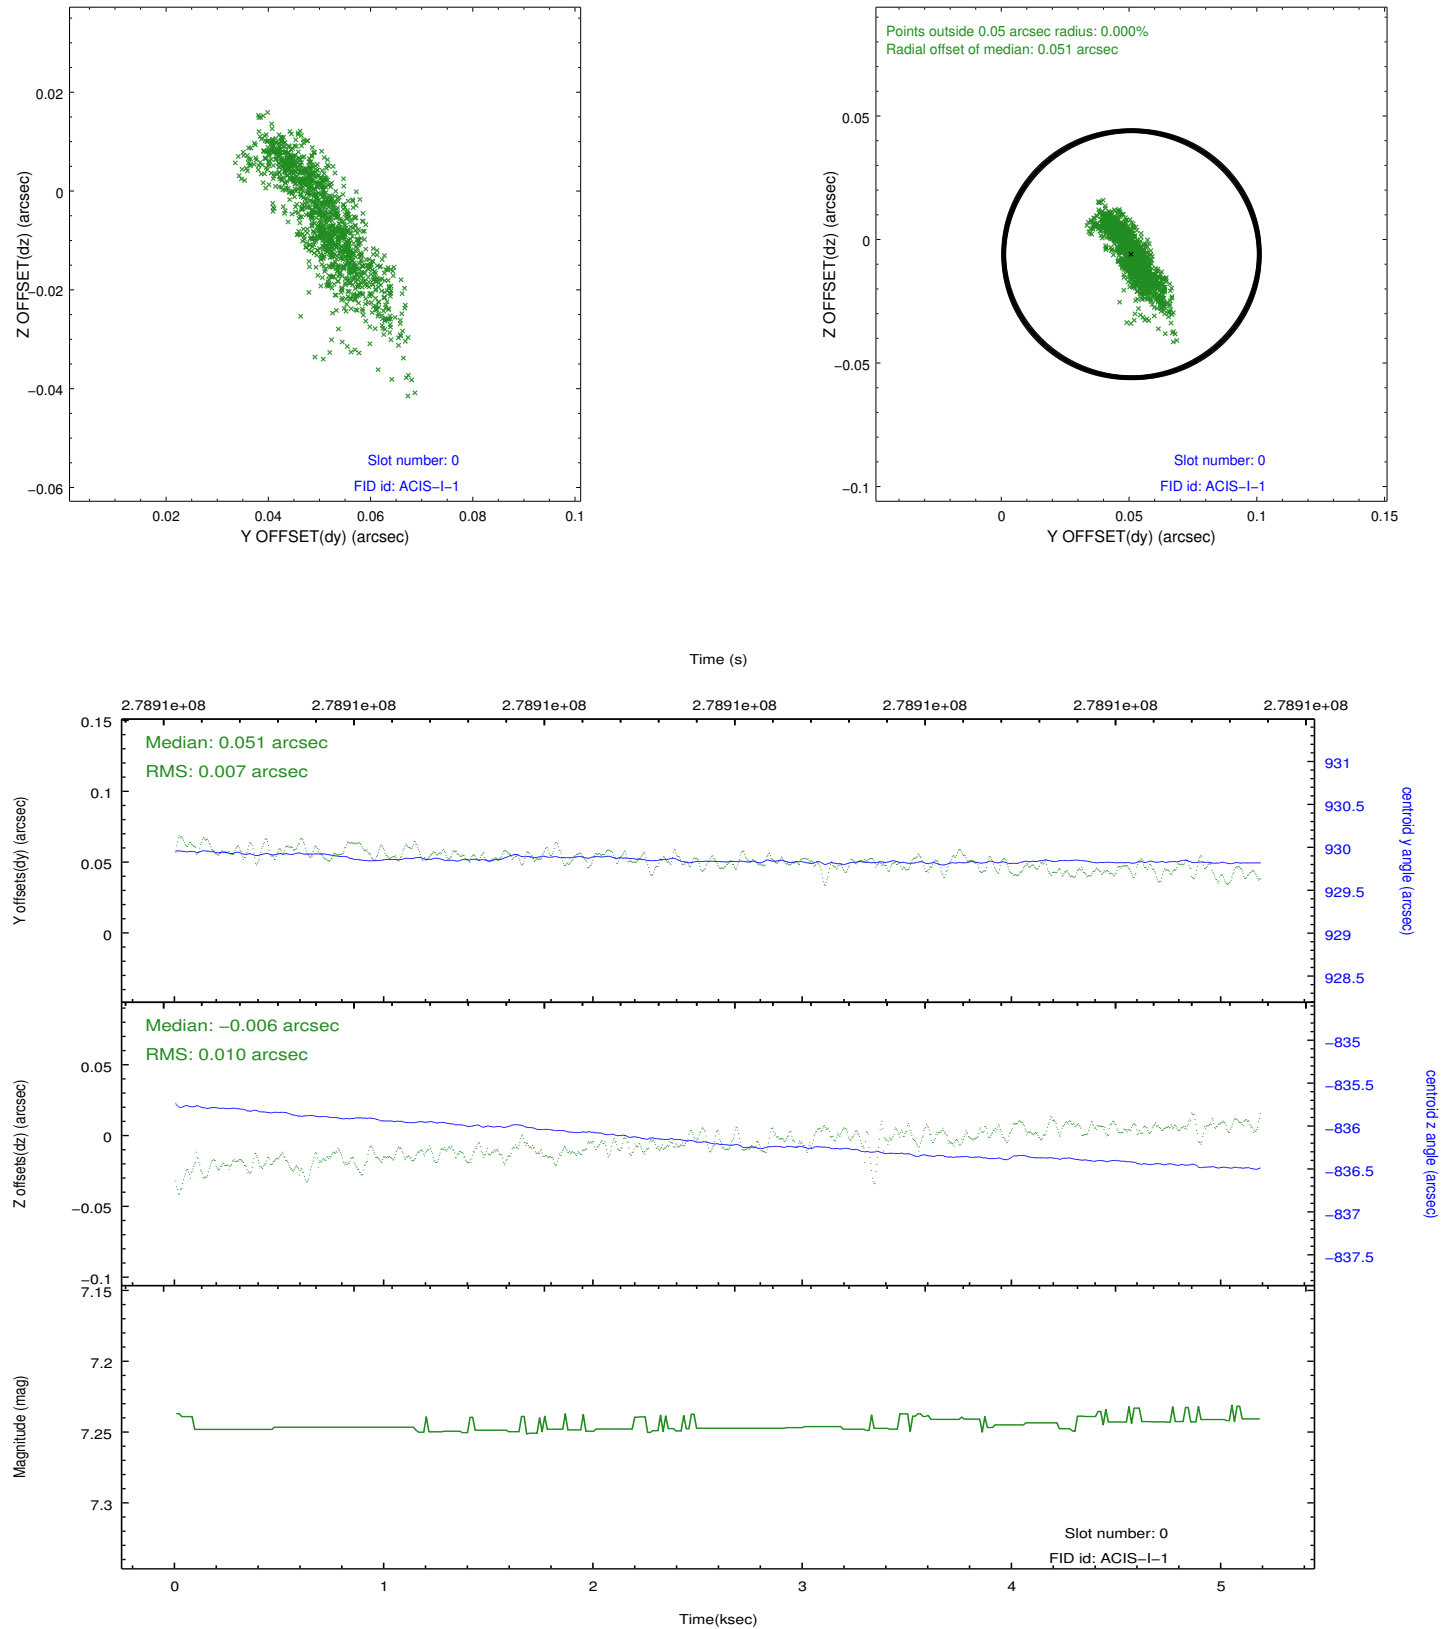 0.02
0
−0.02
−0.04
−0.06
Z OFFSET(dz) (arcsec)
Slot number: 0
FID id: ACIS−I−1
0.02
0.04
0.06
0.08
0.1
Y OFFSET(dy) (arcsec)
Points outside 0.05 arcsec radius: 0.000%
Radial offset of median: 0.051 arcsec
0.05
0
−0.05
−0.1
Z OFFSET(dz) (arcsec)
Slot number: 0
FID id: ACIS−I−1
0
0.05
0.1
0.15
Y OFFSET(dy) (arcsec)
Time (s)
2.7891e+08
2.7891e+08
2.7891e+08
2.7891e+08
2.7891e+08
2.7891e+08
2.7891e+08
Median: 0.051 arcsec
RMS: 0.007 arcsec
0.15
0.1
0.05
0
Y offsets(dy) (arcsec)
931
930.5
930
929.5
929
928.5
centroid y angle (arcsec)
Median: −0.006 arcsec
RMS: 0.010 arcsec
0.05
0
−0.05
−0.1
Z offsets(dz) (arcsec)
−835
−835.5
−836
−836.5
−837
−837.5
centroid z angle (arcsec)
7.15
7.2
7.25
7.3
Magnitude (mag)
Slot number: 0
FID id: ACIS−I−1
0
1
2
3
4
5
Time(ksec)